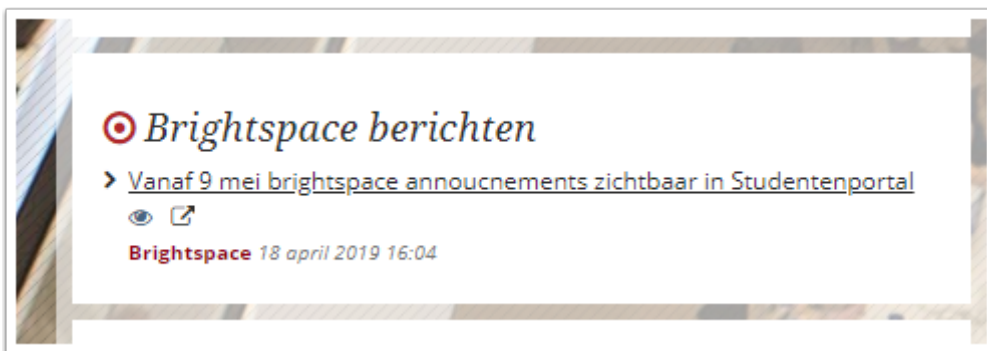 Brightspace berichten
Vanaf 9 mei brightspace annoucnements zichtbaar in Studentenportal
Brightspace 18 april 2019 16:04